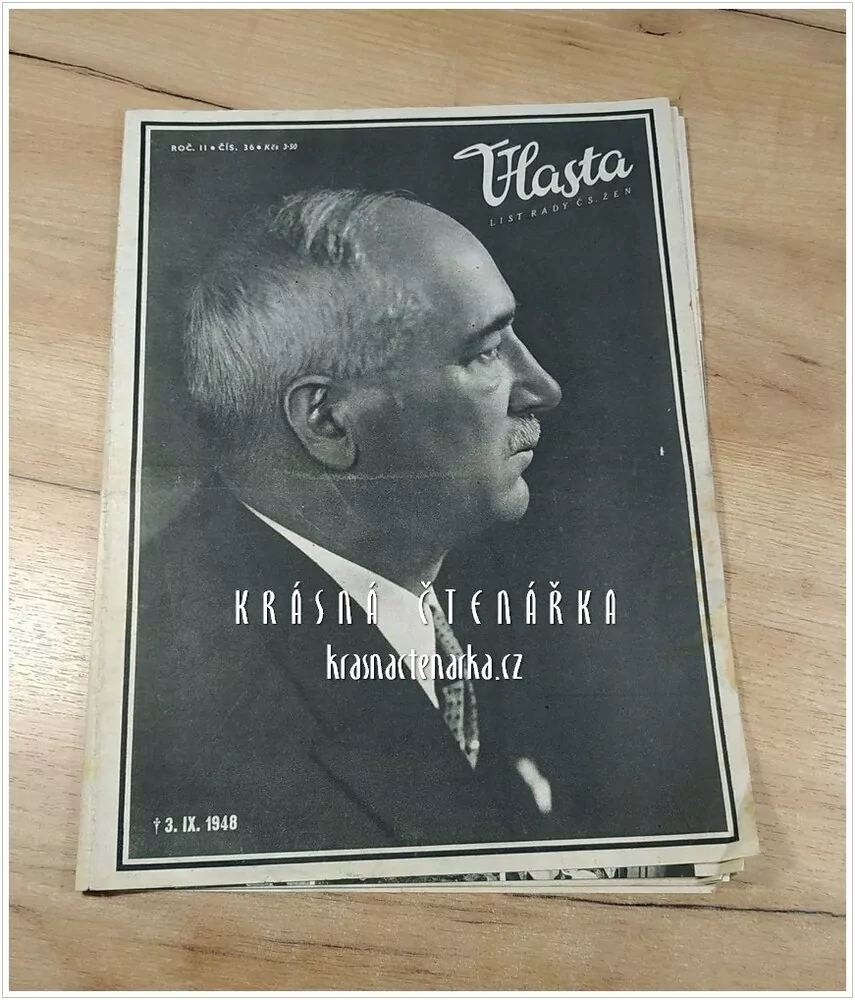 ROČ. II • ČÍS. 36 • Kčs 3·50
Vlasta
LIST RADY ČS. ŽEN
KRÁSNÁ ČTENÁŘKA
krasnactenarka.cz
† 3. IX. 1948